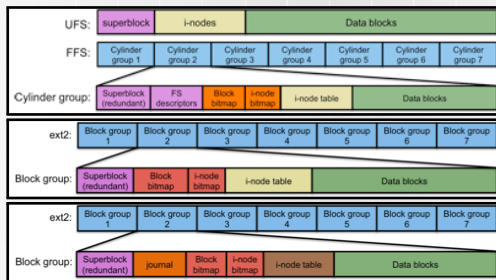 UFS: superblock i-nodes Data blocks
FFS: Cylinder group 1 Cylinder group 2 Cylinder group 3 Cylinder group 4 Cylinder group 5 Cylinder group 6 Cylinder group 7
Cylinder group: Superblock (redundant) FS descriptors Block bitmap i-node bitmap i-node table Data blocks
ext2: Block group 1 Block group 2 Block group 3 Block group 4 Block group 5 Block group 6 Block group 7
Block group: Superblock (redundant) Block bitmap i-node bitmap i-node table Data blocks
ext2: Block group 1 Block group 2 Block group 3 Block group 4 Block group 5 Block group 6 Block group 7
Block group: Superblock (redundant) journal Block bitmap i-node bitmap i-node table Data blocks